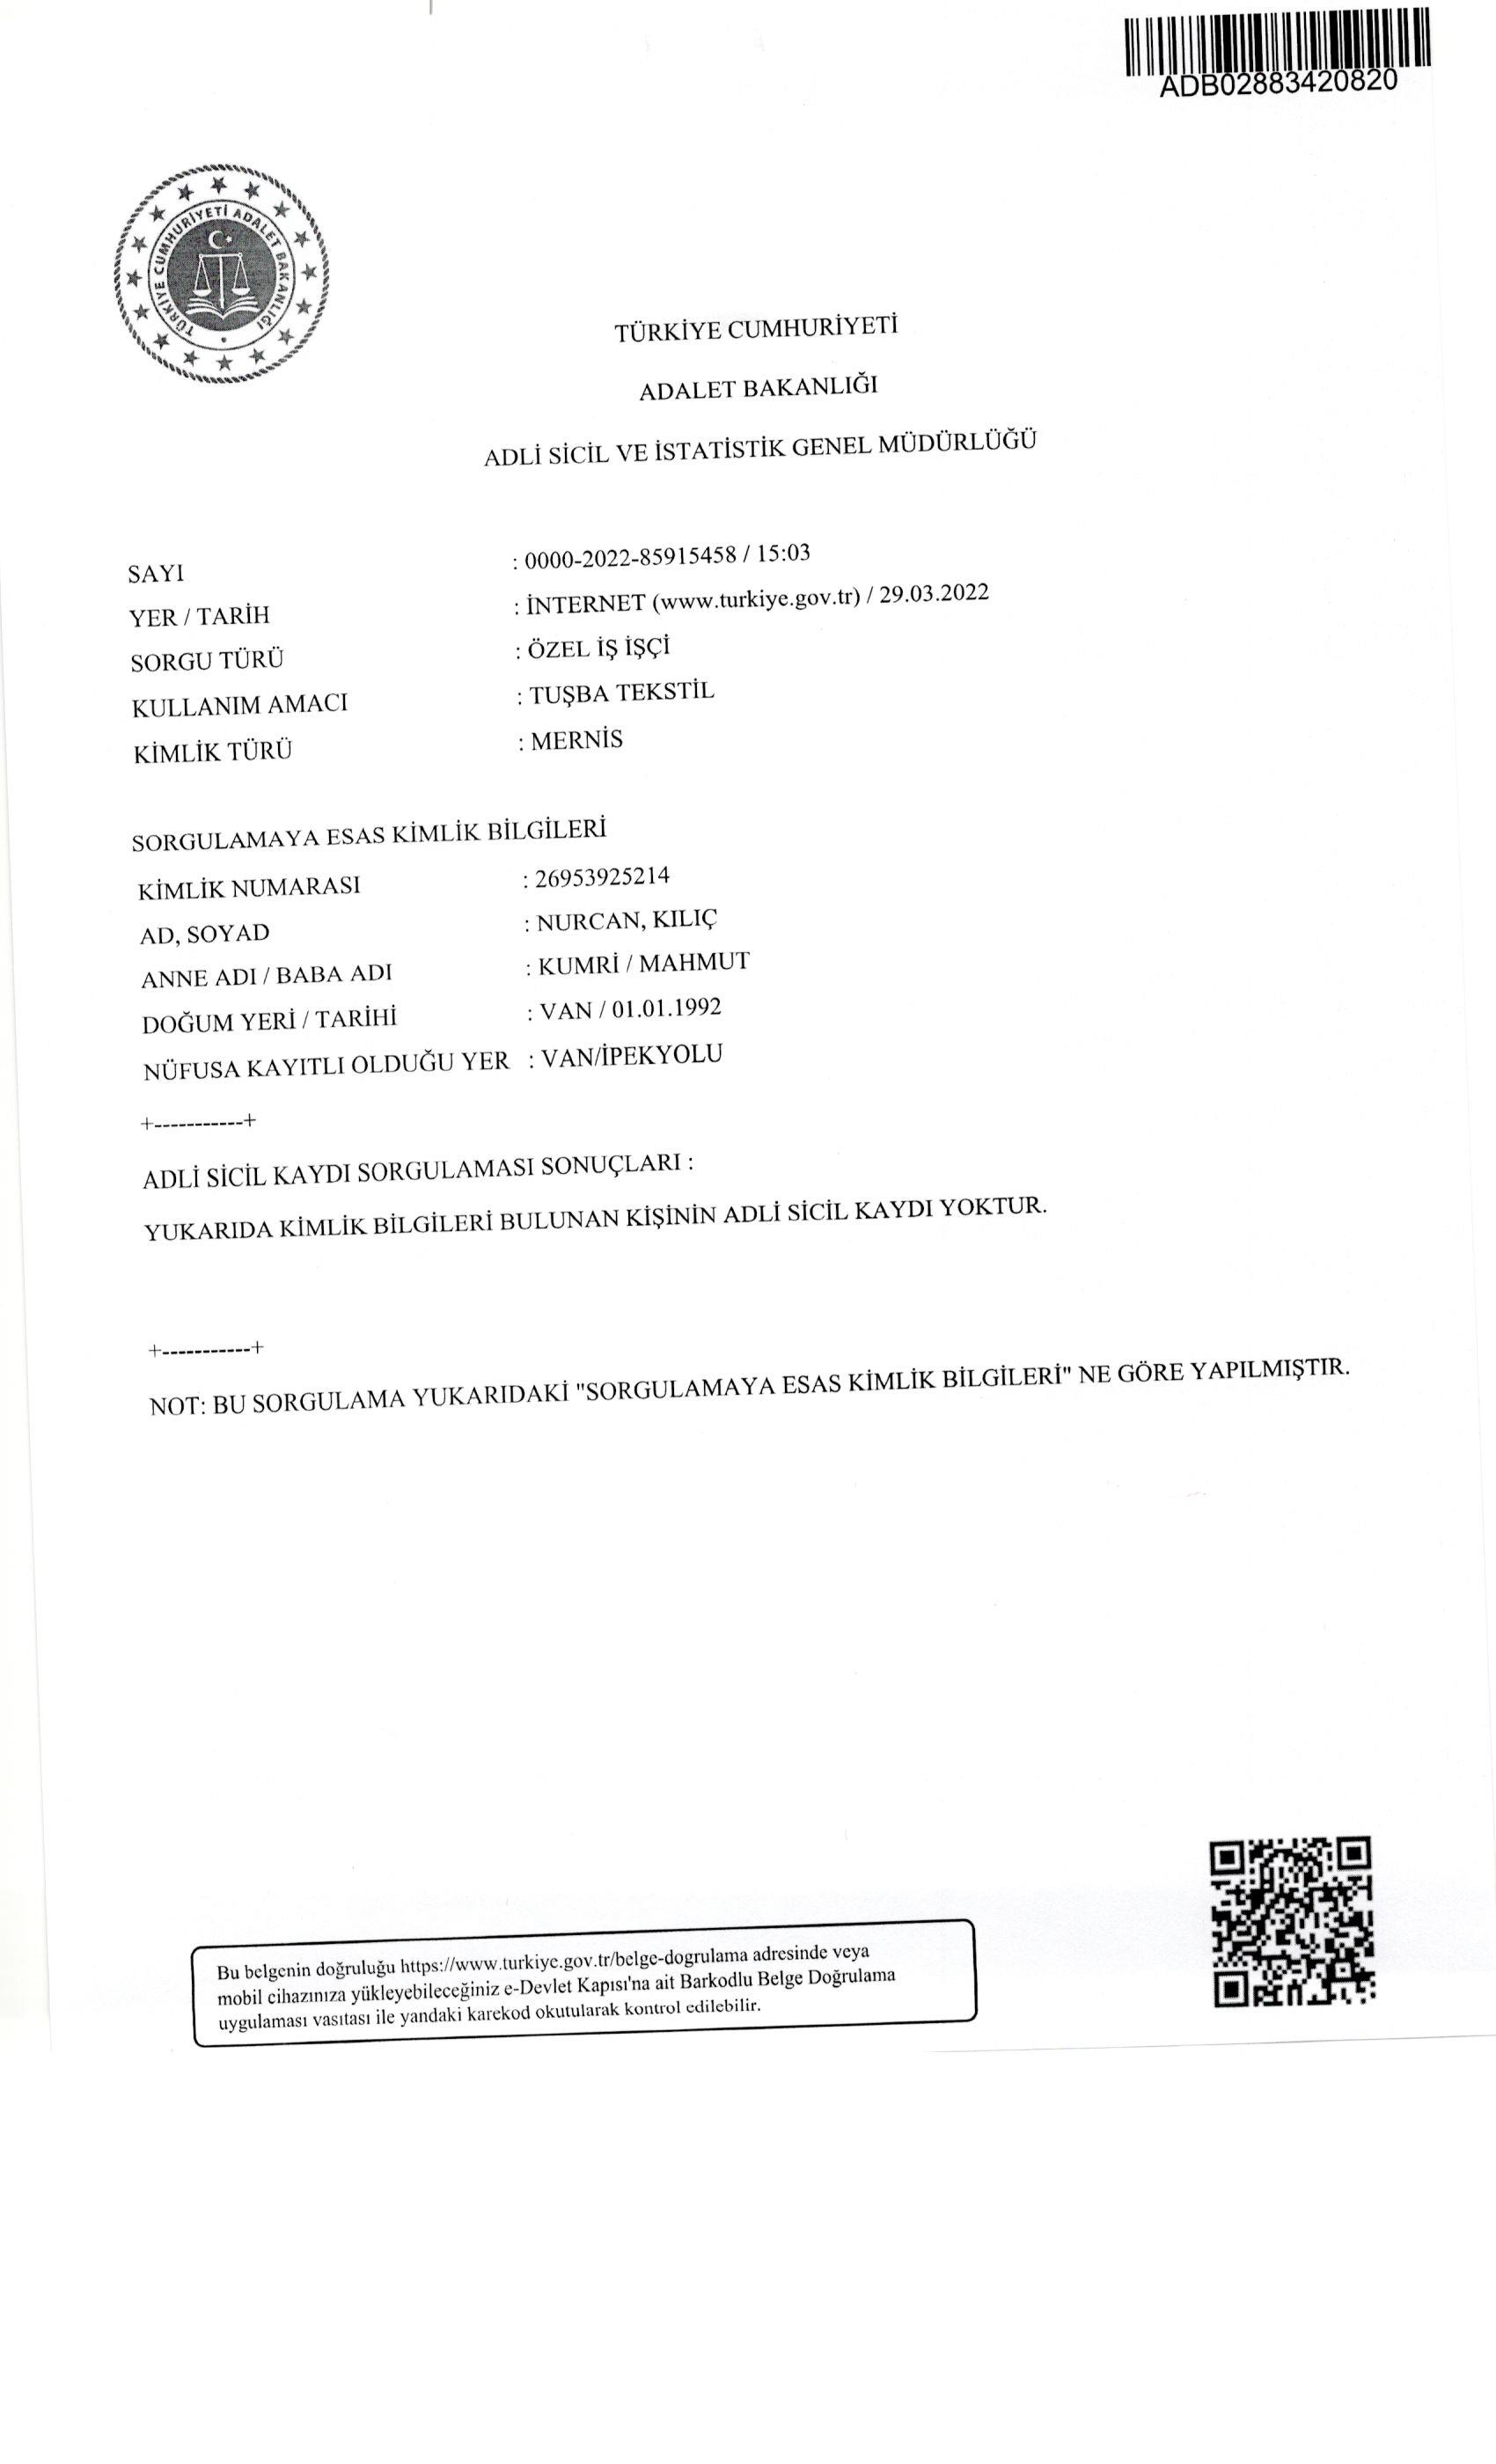 ADB02883420820
TÜRKİYE CUMHURİYETİ ADALET BAKANLIĞI
TÜRKİYE CUMHURİYETİ
ADALET BAKANLIĞI
ADLİ SİCİL VE İSTATİSTİK GENEL MÜDÜRLÜĞÜ
SAYI : 0000-2022-85915458 / 15:03
YER / TARİH : İNTERNET (www.turkiye.gov.tr) / 29.03.2022
SORGU TÜRÜ : ÖZEL İŞ İŞÇİ
KULLANIM AMACI : TUŞBA TEKSTİL
KİMLİK TÜRÜ : MERNİS
SORGULAMAYA ESAS KİMLİK BİLGİLERİ
KİMLİK NUMARASI : 26953925214
AD, SOYAD : NURCAN, KILIÇ
ANNE ADI / BABA ADI : KUMRİ / MAHMUT
DOĞUM YERİ / TARİHİ : VAN / 01.01.1992
NÜFUSA KAYITLI OLDUĞU YER : VAN/İPEKYOLU
+-----------+
ADLİ SİCİL KAYDI SORGULAMASI SONUÇLARI :
YUKARIDA KİMLİK BİLGİLERİ BULUNAN KİŞİNİN ADLİ SİCİL KAYDI YOKTUR.
+-----------+
NOT: BU SORGULAMA YUKARIDAKİ "SORGULAMAYA ESAS KİMLİK BİLGİLERİ" NE GÖRE YAPILMIŞTIR.
Bu belgenin doğruluğu https://www.turkiye.gov.tr/belge-dogrulama adresinde veya
mobil cihazınıza yükleyebileceğiniz e-Devlet Kapısı'na ait Barkodlu Belge Doğrulama
uygulaması vasıtası ile yandaki karekod okutularak kontrol edilebilir.